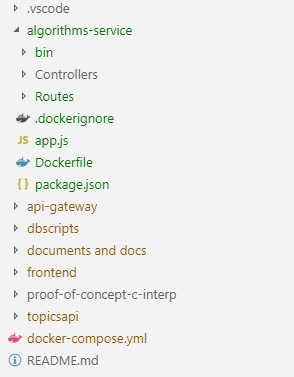 .vscode
algorithms-service
bin
Controllers
Routes
.dockerignore
JS app.js
Dockerfile
{ } package.json
api-gateway
dbscripts
documents and docs
frontend
proof-of-concept-c-interp
topicsapi
docker-compose.yml
README.md